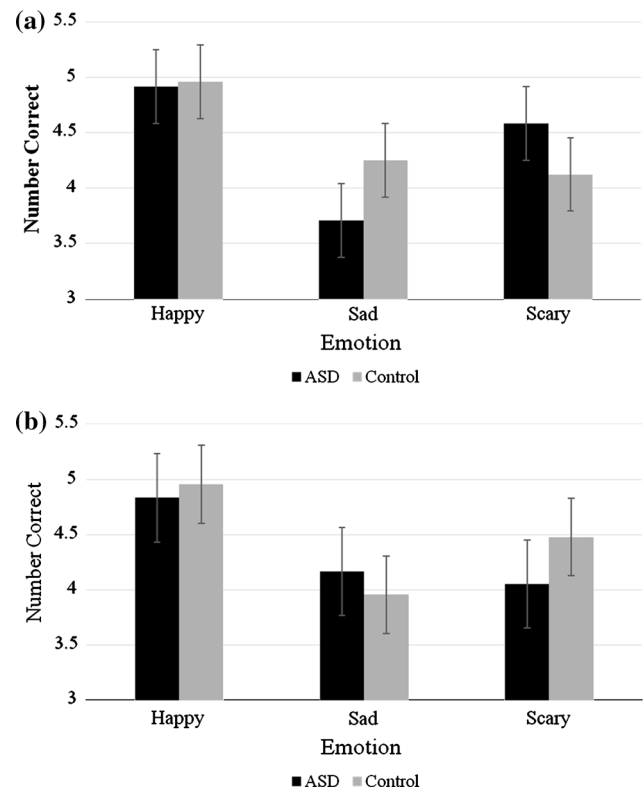 (a)
5.5
5
4.5
4
3.5
3
Number Correct
Happy Sad Scary
Emotion
ASD Control
(b)
5.5
5
4.5
4
3.5
3
Number Correct
Happy Sad Scary
Emotion
ASD Control